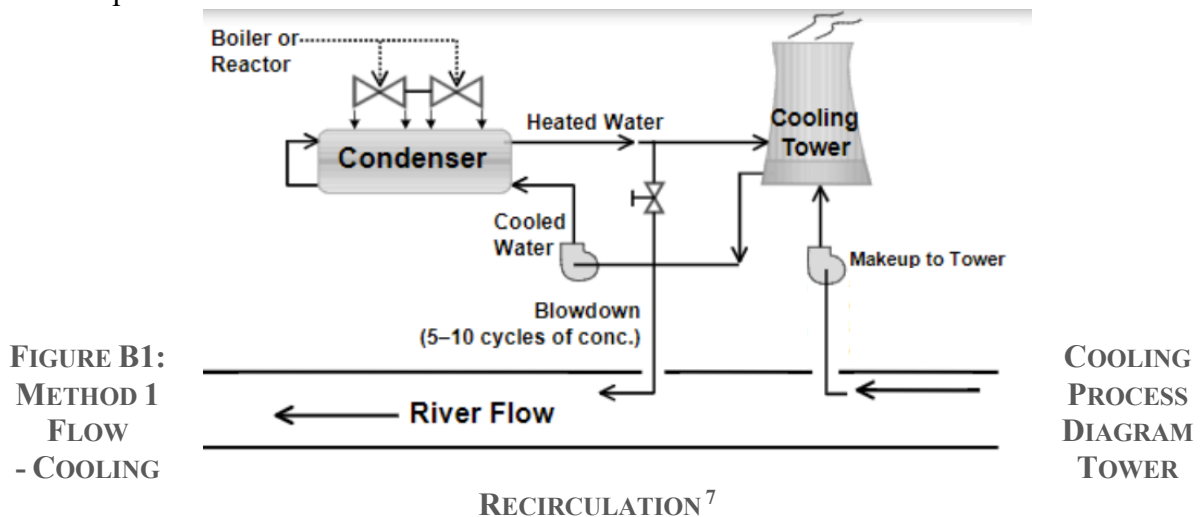 Boiler or
Reactor
Heated Water
Cooling
Tower
Condenser
Cooled
Water
Makeup to Tower
Blowdown
(5–10 cycles of conc.)
River Flow
FIGURE B1: COOLING
METHOD 1 PROCESS
FLOW DIAGRAM
- COOLING TOWER
RECIRCULATION 7